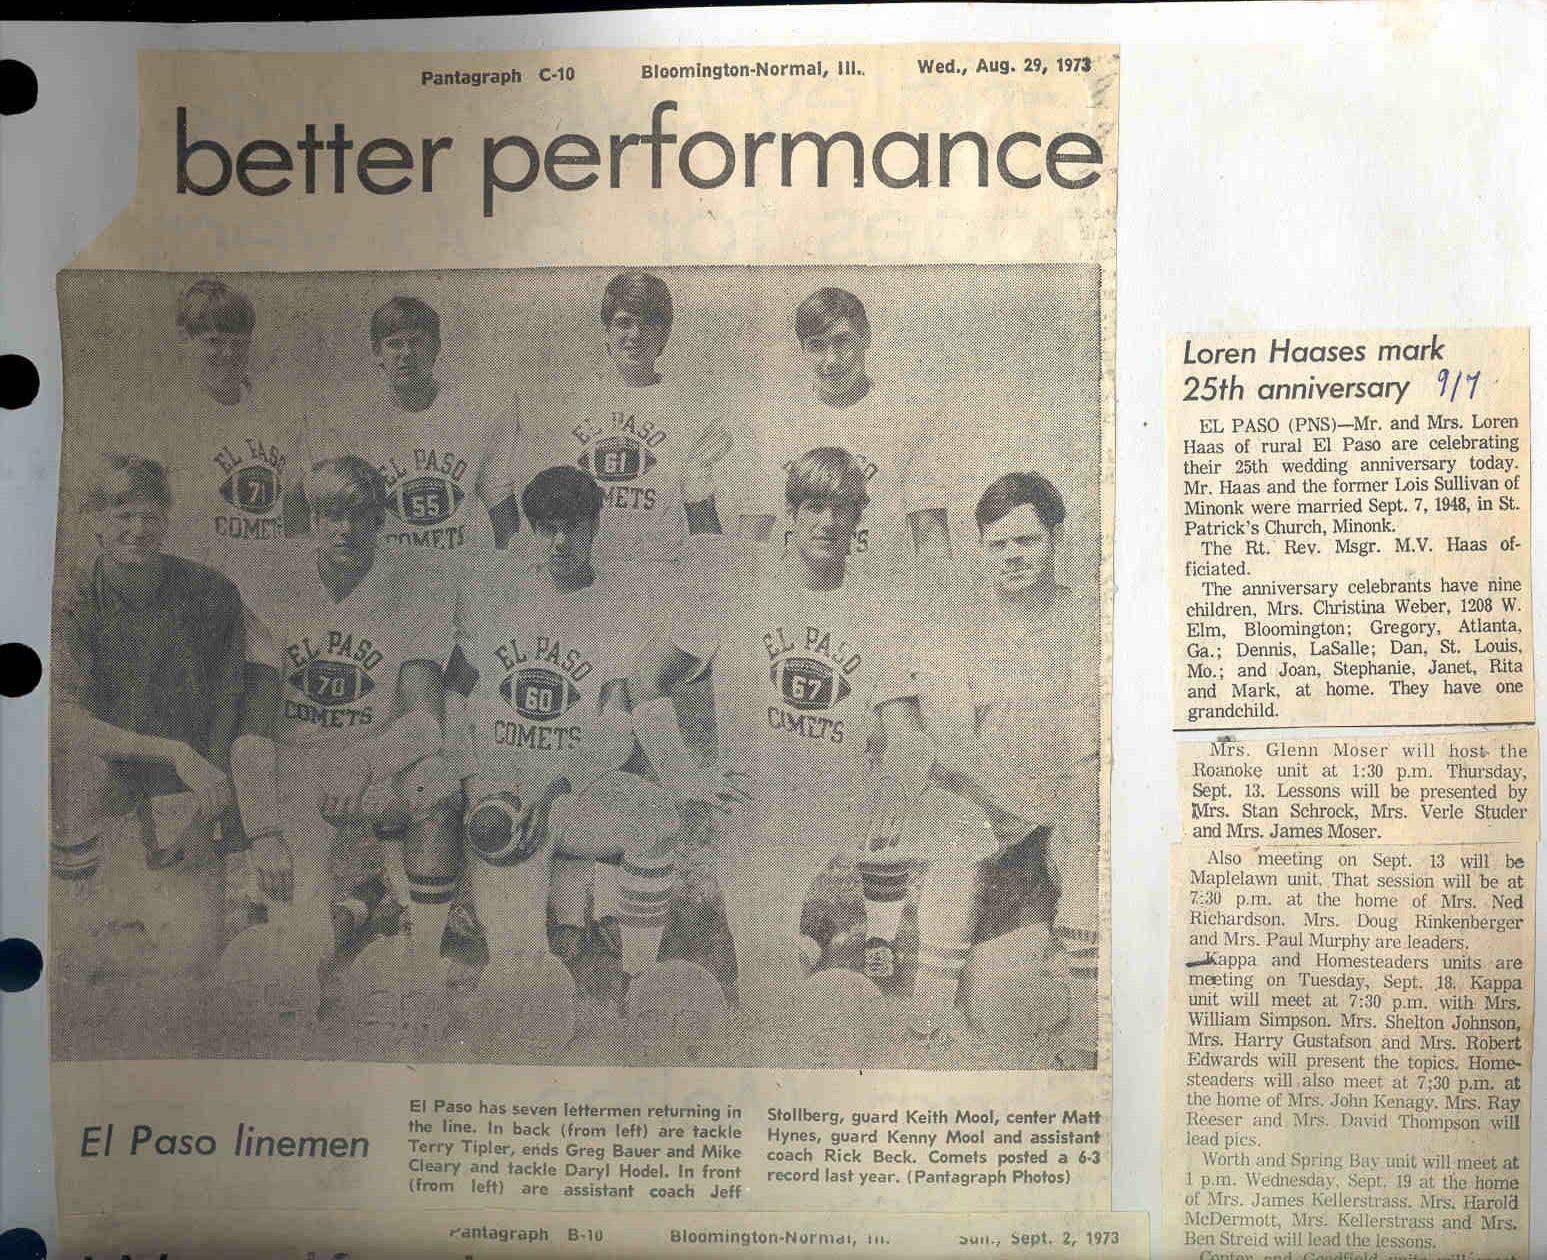 Pantagraph C-10 Bloomington-Normal, Ill.. Wed., Aug. 29, 1973
better performance
EL PASO
71
COMET
EL PASO
55
COMETS
EL PASO
61
METS
EL PASO
70
COMETS
EL PASO
60
COMETS
EL PASO
67
COMETS
El Paso linemen
El Paso has seven lettermen returning in
the line. In back (from left) are tackle
Terry Tipler, ends Greg Bauer and Mike
Cleary and tackle Daryl Hodel. In front
(from left) are assistant coach Jeff
Stollberg, guard Keith Mool, center Matt
Hynes, guard Kenny Mool and assistant
coach Rick Beck. Comets posted a 6-3
record last year. (Pantagraph Photos)
Pantagraph B-10 Bloomington-Normal, Ill. Sun., Sept. 2, 1973
Loren Haases mark
25th anniversary 9/7
EL PASO (PNS)—Mr. and Mrs. Loren
Haas of rural El Paso are celebrating
their 25th wedding anniversary today.
Mr. Haas and the former Lois Sullivan of
Minonk were married Sept. 7, 1948, in St.
Patrick's Church, Minonk.
The Rt. Rev. Msgr. M.V. Haas of-
ficiated.
The anniversary celebrants have nine
children, Mrs. Christina Weber, 1208 W.
Elm, Bloomington; Gregory, Atlanta,
Ga.; Dennis, LaSalle; Dan, St. Louis,
Mo.; and Joan, Stephanie, Janet, Rita
and Mark, at home. They have one
grandchild.
Mrs. Glenn Moser will host the
Roanoke unit at 1:30 p.m. Thursday,
Sept. 13. Lessons will be presented by
Mrs. Stan Schrock, Mrs. Verle Studer
and Mrs. James Moser.
Also meeting on Sept. 13 will be
Maplelawn unit. That session will be at
7:30 p.m. at the home of Mrs. Ned
Richardson. Mrs. Doug Rinkenberger
and Mrs. Paul Murphy are leaders.
Kappa and Homesteaders units are
meeting on Tuesday, Sept. 18. Kappa
unit will meet at 7:30 p.m. with Mrs.
William Simpson. Mrs. Shelton Johnson,
Mrs. Harry Gustafson and Mrs. Robert
Edwards will present the topics. Home-
steaders will also meet at 7;30 p.m. at
the home of Mrs. John Kenagy. Mrs. Ray
Reeser and Mrs. David Thompson will
lead pics.
Worth and Spring Bay unit will meet at
1 p.m. Wednesday, Sept. 19 at the home
of Mrs. James Kellerstrass. Mrs. Harold
McDermott, Mrs. Kellerstrass and Mrs.
Ben Streid will lead the lessons.